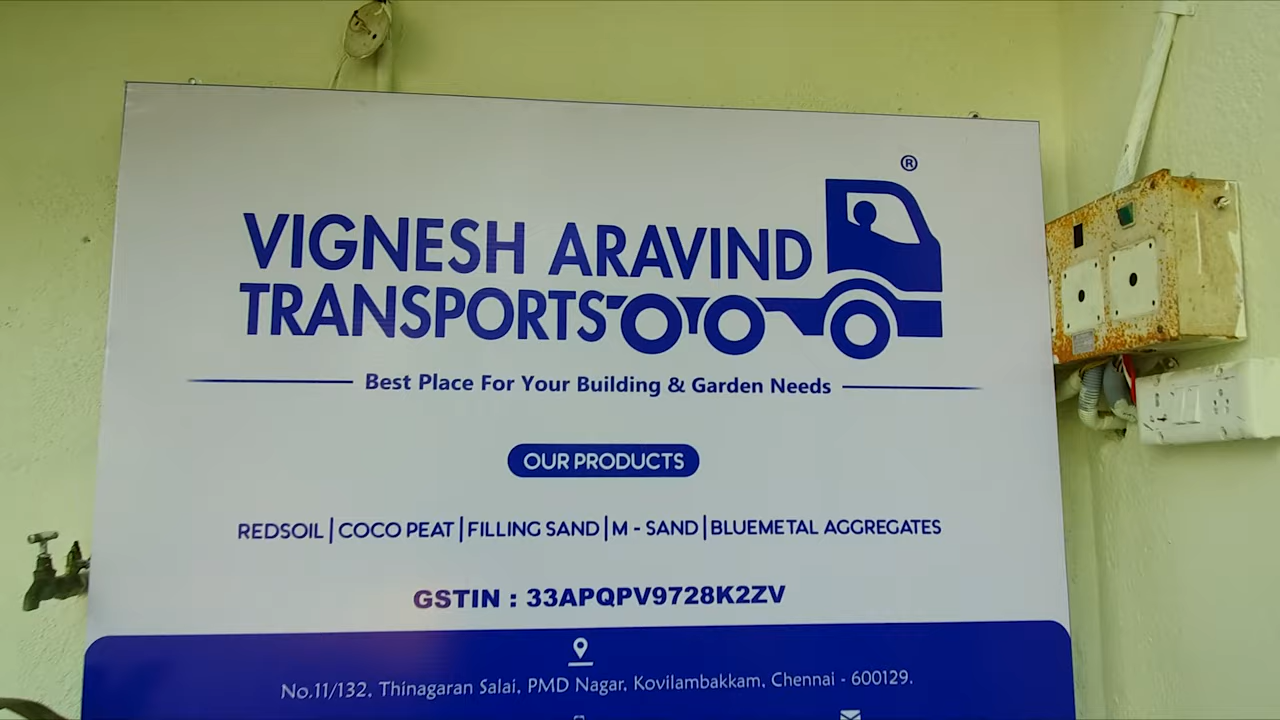 ®
VIGNESH ARAVIND
TRANSPORTS
Best Place For Your Building & Garden Needs
OUR PRODUCTS
REDSOIL | COCO PEAT | FILLING SAND | M - SAND | BLUEMETAL AGGREGATES
GSTIN : 33APQPV9728K2ZV
No.11/132, Thinagaran Salai, PMD Nagar, Kovilambakkam, Chennai - 600129.